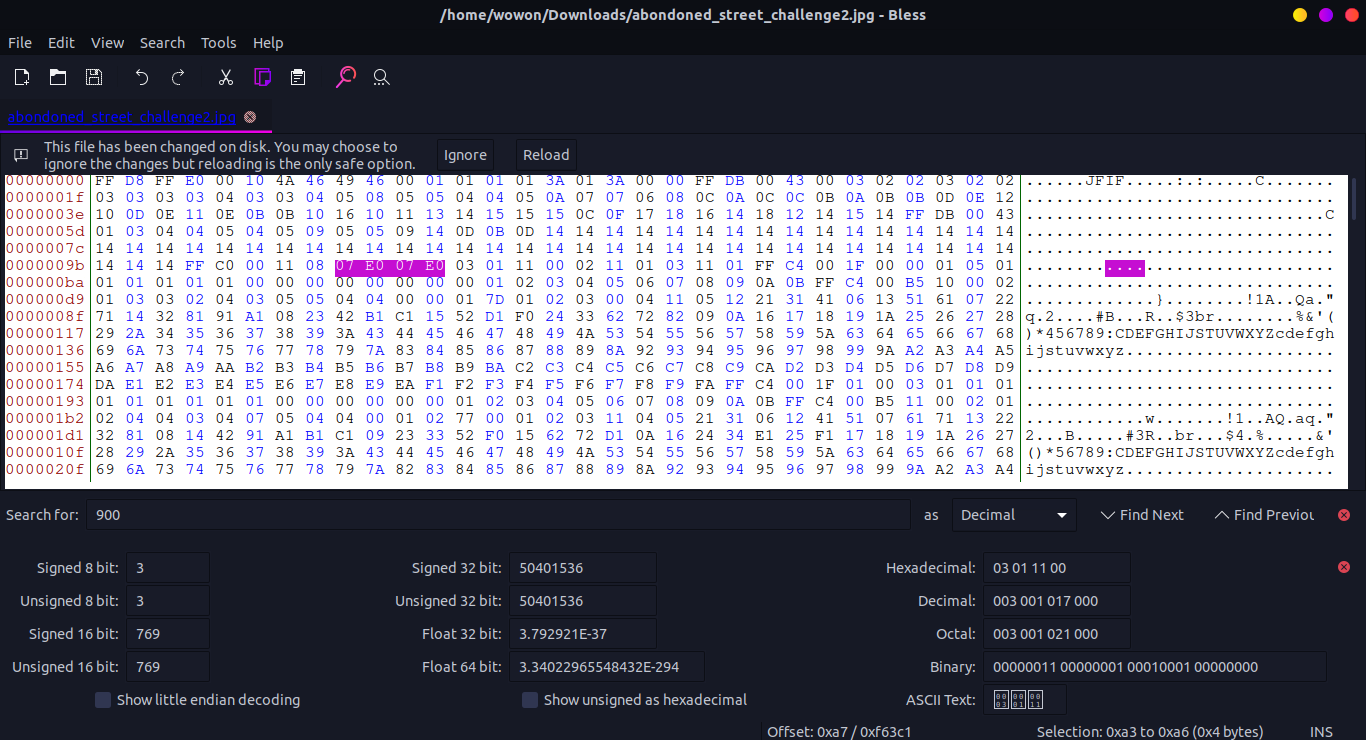 /home/wowon/Downloads/abondoned_street_challenge2.jpg - Bless
File Edit View Search Tools Help
abondoned_street_challenge2.jpg
This file has been changed on disk. You may choose to
ignore the changes but reloading is the only safe option.
Ignore Reload
00000000 FF D8 FF E0 00 10 4A 46 49 46 00 01 01 01 01 3A 01 3A 00 00 FF DB 00 43 00 03 02 02 03 02 02 ......JFIF.....:.:.....C.......
0000001f 03 03 03 03 04 03 03 04 05 08 05 05 04 04 05 0A 07 07 06 08 0C 0A 0C 0C 0B 0A 0B 0B 0D 0E 12 ...............................
0000003e 10 0D 0E 11 0E 0B 0B 10 16 10 11 13 14 15 15 15 0C 0F 17 18 16 14 18 12 14 15 14 FF DB 00 43 ..............................C
0000005d 01 03 04 04 05 04 05 09 05 05 09 14 0D 0B 0D 14 14 14 14 14 14 14 14 14 14 14 14 14 14 14 14 ...............................
0000007c 14 14 14 14 14 14 14 14 14 14 14 14 14 14 14 14 14 14 14 14 14 14 14 14 14 14 14 14 14 14 14 ...............................
0000009b 14 14 14 FF C0 00 11 08 07 E0 07 E0 03 01 11 00 02 11 01 03 11 01 FF C4 00 1F 00 00 01 05 01 ...............................
000000ba 01 01 01 01 01 00 00 00 00 00 00 00 00 01 02 03 04 05 06 07 08 09 0A 0B FF C4 00 B5 10 00 02 ...............................
000000d9 01 03 03 02 04 03 05 05 04 04 00 00 01 7D 01 02 03 00 04 11 05 12 21 31 41 06 13 51 61 07 22 .............}........!1A..Qa."
0000008f 71 14 32 81 91 A1 08 23 42 B1 C1 15 52 D1 F0 24 33 62 72 82 09 0A 16 17 18 19 1A 25 26 27 28 q.2....#B...R..$3br........%&'(
00000117 29 2A 34 35 36 37 38 39 3A 43 44 45 46 47 48 49 4A 53 54 55 56 57 58 59 5A 63 64 65 66 67 68 )*456789:CDEFGHIJSTUVWXYZcdefgh
00000136 69 6A 73 74 75 76 77 78 79 7A 83 84 85 86 87 88 89 8A 92 93 94 95 96 97 98 99 9A A2 A3 A4 A5 ijstuvwxyz.....................
00000155 A6 A7 A8 A9 AA B2 B3 B4 B5 B6 B7 B8 B9 BA C2 C3 C4 C5 C6 C7 C8 C9 CA D2 D3 D4 D5 D6 D7 D8 D9 ...............................
00000174 DA E1 E2 E3 E4 E5 E6 E7 E8 E9 EA F1 F2 F3 F4 F5 F6 F7 F8 F9 FA FF C4 00 1F 01 00 03 01 01 01 ...............................
00000193 01 01 01 01 01 01 00 00 00 00 00 00 01 02 03 04 05 06 07 08 09 0A 0B FF C4 00 B5 11 00 02 01 ...............................
000001b2 02 04 04 03 04 07 05 04 04 00 01 02 77 00 01 02 03 11 04 05 21 31 06 12 41 51 07 61 71 13 22 ............w.......!1..AQ.aq."
000001d1 32 81 08 14 42 91 A1 B1 C1 09 23 33 52 F0 15 62 72 D1 0A 16 24 34 E1 25 F1 17 18 19 1A 26 27 2...B.....#3R..br...$4.%.....&'
0000010f 28 29 2A 35 36 37 38 39 3A 43 44 45 46 47 48 49 4A 53 54 55 56 57 58 59 5A 63 64 65 66 67 68 ()*56789:CDEFGHIJSTUVWXYZcdefgh
0000020f 69 6A 73 74 75 76 77 78 79 7A 82 83 84 85 86 87 88 89 8A 92 93 94 95 96 97 98 99 9A A2 A3 A4 ijstuvwxyz.....................
Search for: 900 as Decimal Find Next Find Previou
Signed 8 bit: 3 Signed 32 bit: 50401536 Hexadecimal: 03 01 11 00
Unsigned 8 bit: 3 Unsigned 32 bit: 50401536 Decimal: 003 001 017 000
Signed 16 bit: 769 Float 32 bit: 3.792921E-37 Octal: 003 001 021 000
Unsigned 16 bit: 769 Float 64 bit: 3.34022965548432E-294 Binary: 00000011 00000001 00010001 00000000
Show little endian decoding Show unsigned as hexadecimal ASCII Text:
Offset: 0xa7 / 0xf63c1 Selection: 0xa3 to 0xa6 (0x4 bytes) INS